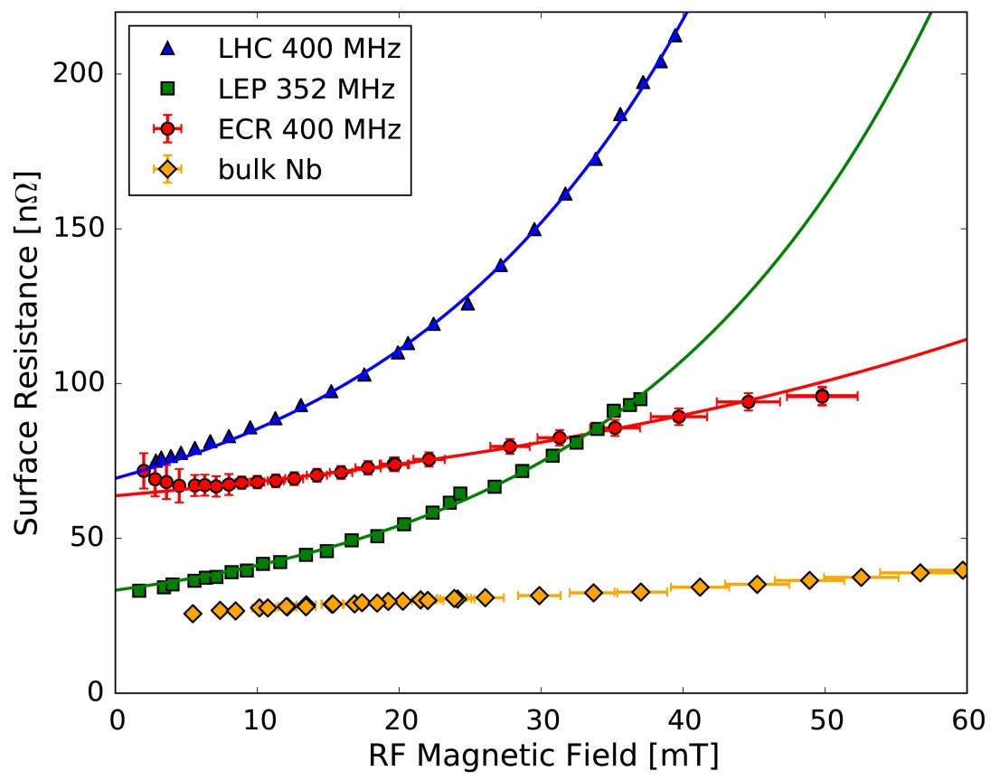 LHC 400 MHz
LEP 352 MHz
ECR 400 MHz
bulk Nb
Surface Resistance [nΩ]
200
150
100
50
0
0 10 20 30 40 50 60
RF Magnetic Field [mT]